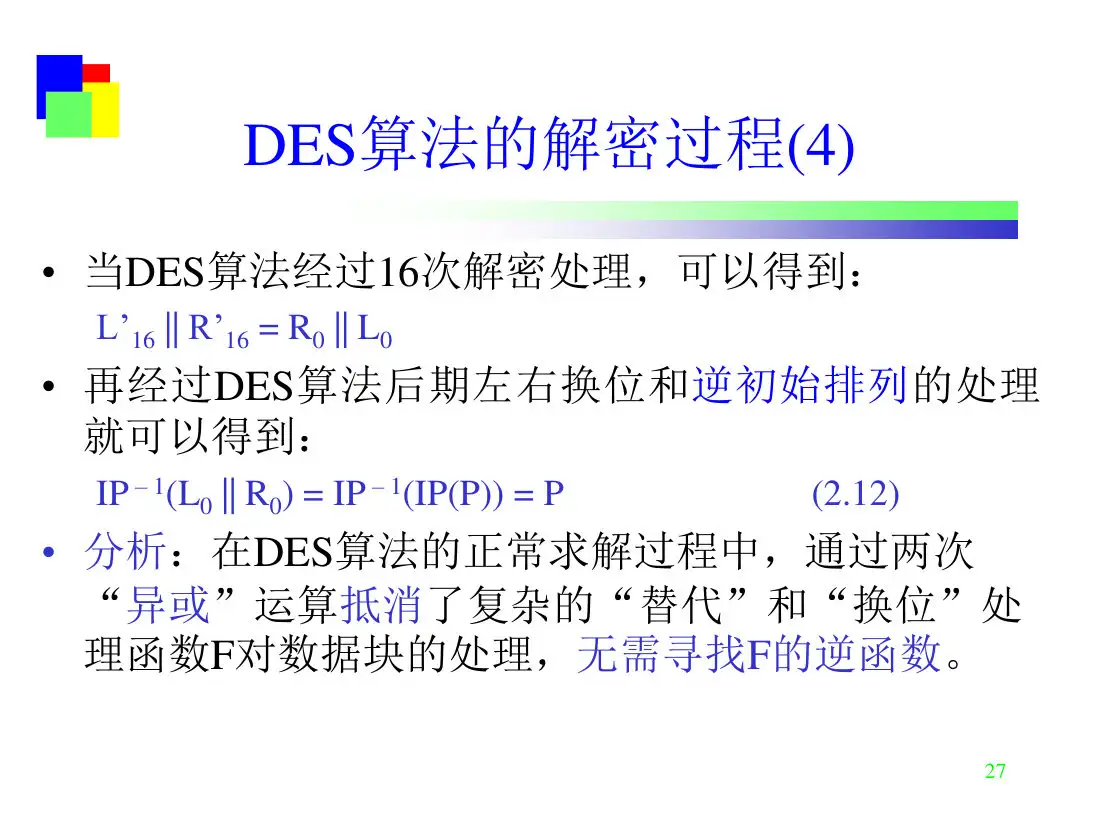 DES算法的解密过程(4)
• 当DES算法经过16次解密处理，可以得到：
L’16 || R’16 = R0 || L0
• 再经过DES算法后期左右换位和逆初始排列的处理
就可以得到：
IP – 1(L0 || R0) = IP – 1(IP(P)) = P (2.12)
• 分析：在DES算法的正常求解过程中，通过两次
“异或”运算抵消了复杂的“替代”和“换位”处
理函数F对数据块的处理，无需寻找F的逆函数。
27